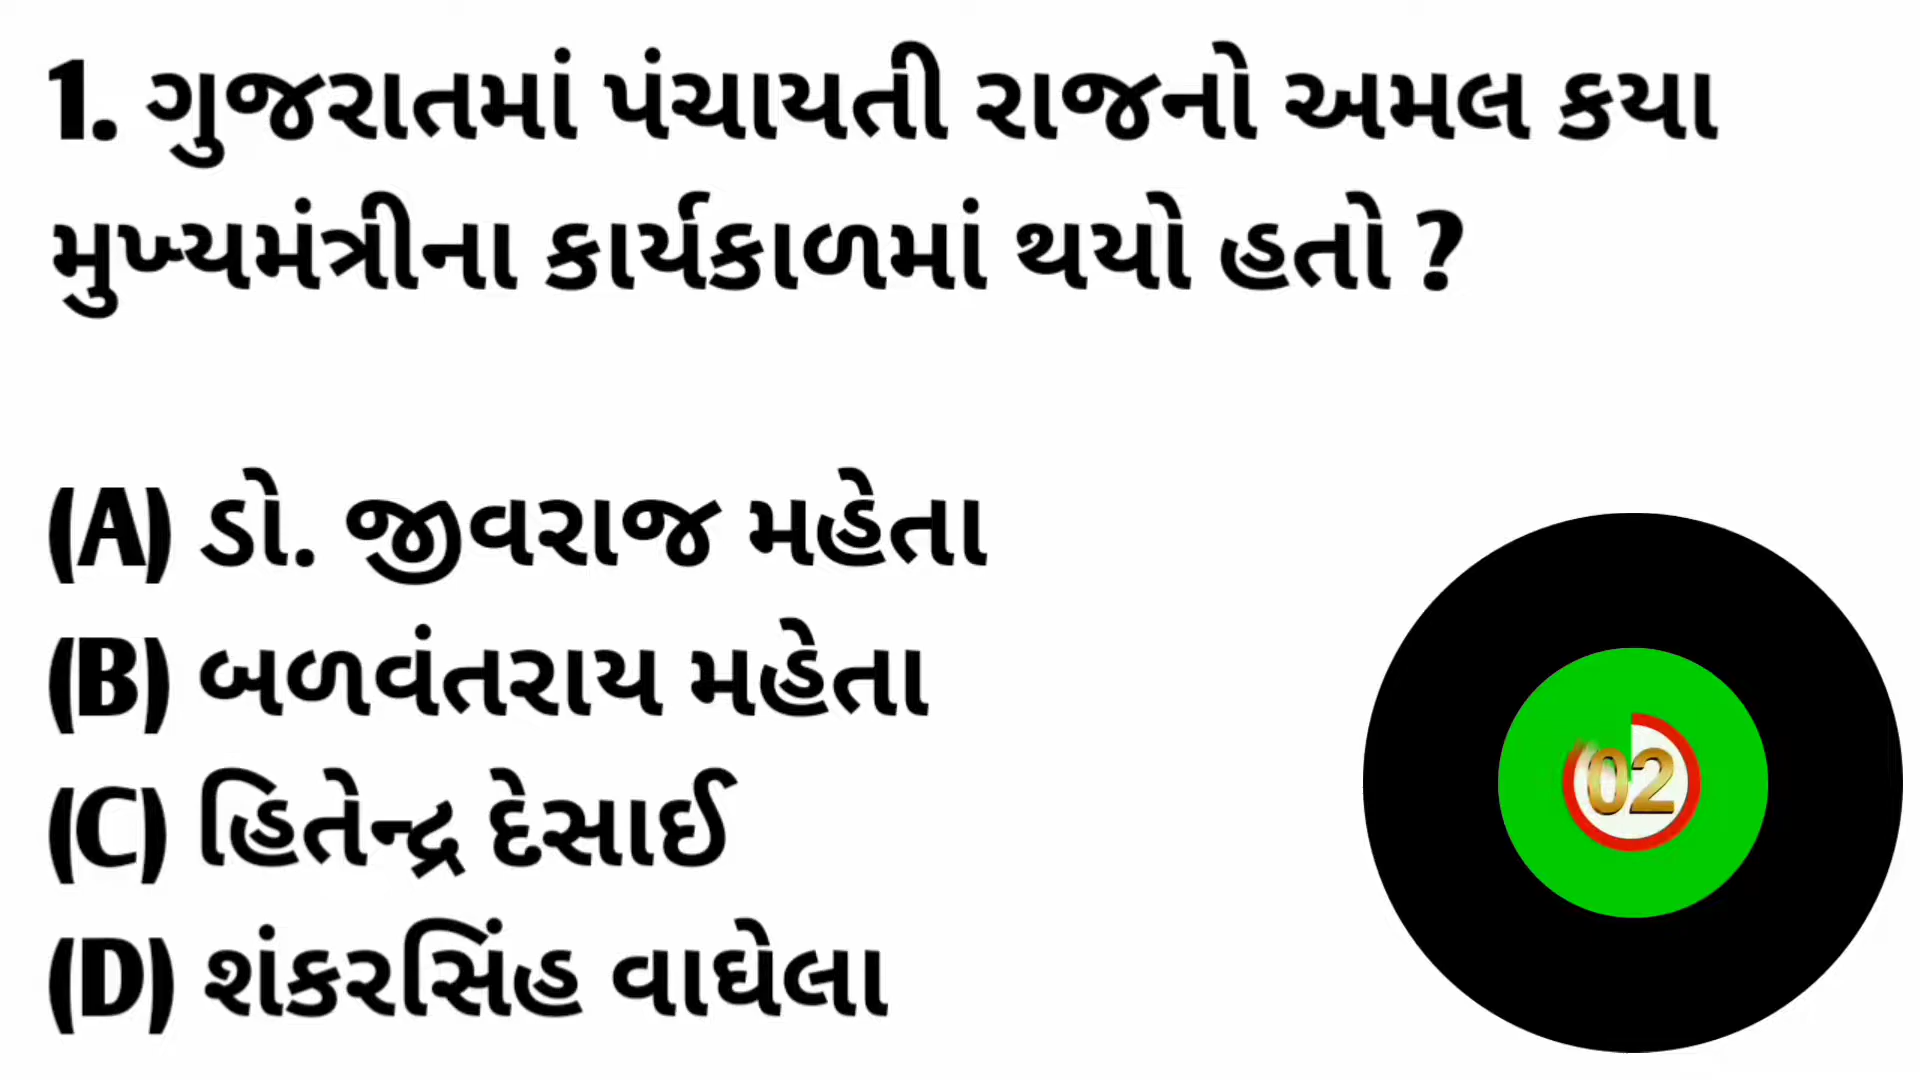 1. ગુજરાતમાં પંચાયતી રાજનો અમલ કયા
મુખ્યમંત્રીના કાર્યકાળમાં થયો હતો ?
(A) ડો. જીવરાજ મહેતા
(B) બળવંતરાય મહેતા
(C) હિતેન્દ્ર દેસાઈ
(D) શંકરસિંહ વાઘેલા
02